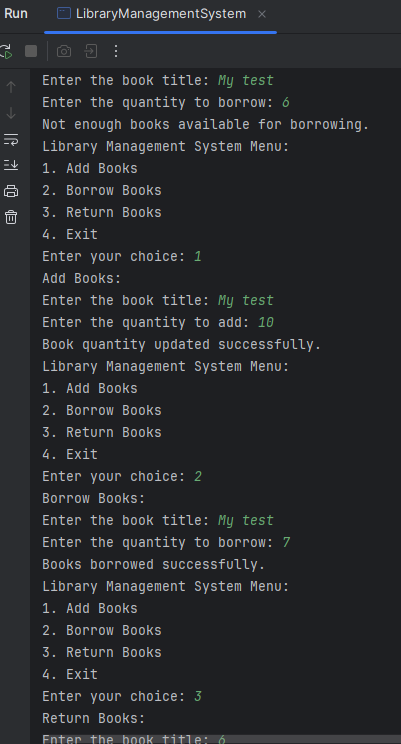 Run
LibraryManagementSystem
Enter the book title: My test
Enter the quantity to borrow: 6
Not enough books available for borrowing.
Library Management System Menu:
1. Add Books
2. Borrow Books
3. Return Books
4. Exit
Enter your choice: 1
Add Books:
Enter the book title: My test
Enter the quantity to add: 10
Book quantity updated successfully.
Library Management System Menu:
1. Add Books
2. Borrow Books
3. Return Books
4. Exit
Enter your choice: 2
Borrow Books:
Enter the book title: My test
Enter the quantity to borrow: 7
Books borrowed successfully.
Library Management System Menu:
1. Add Books
2. Borrow Books
3. Return Books
4. Exit
Enter your choice: 3
Return Books:
Enter the book title: 6